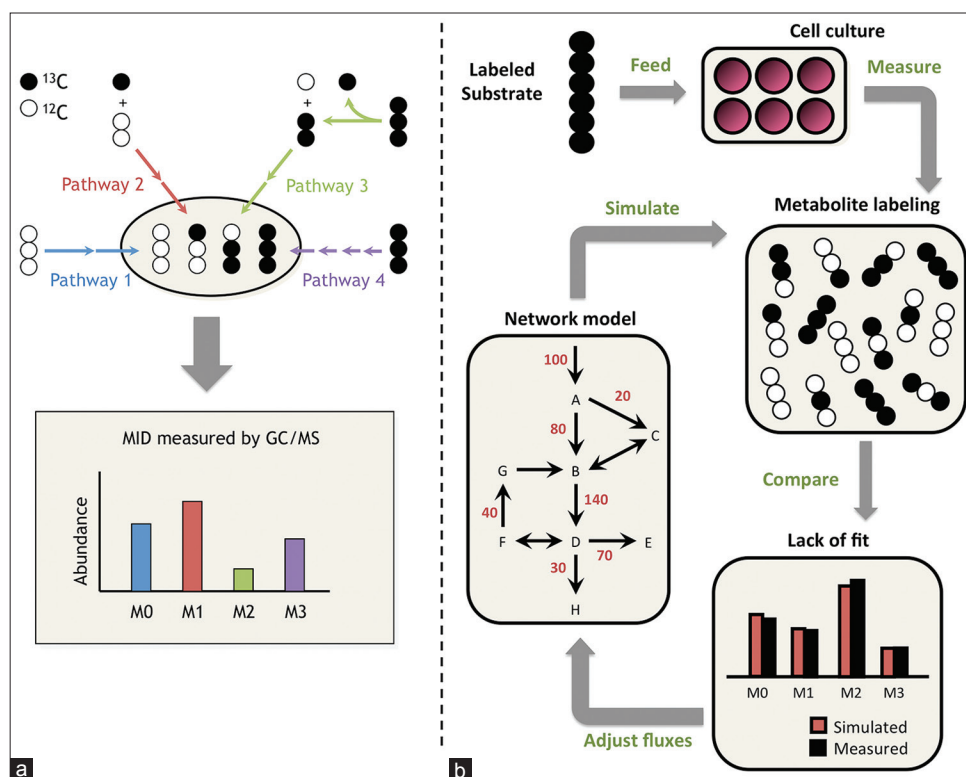 ¹³C
¹²C
+
+
Pathway 2
Pathway 3
Pathway 1
Pathway 4
MID measured by GC/MS
Abundance
M0
M1
M2
M3
a
Labeled
Substrate
Feed
Cell culture
Measure
Simulate
Metabolite labeling
Network model
100
A
20
80
C
G
B
40
140
F
D
E
70
30
H
Compare
Lack of fit
M0
M1
M2
M3
Simulated
Measured
Adjust fluxes
b